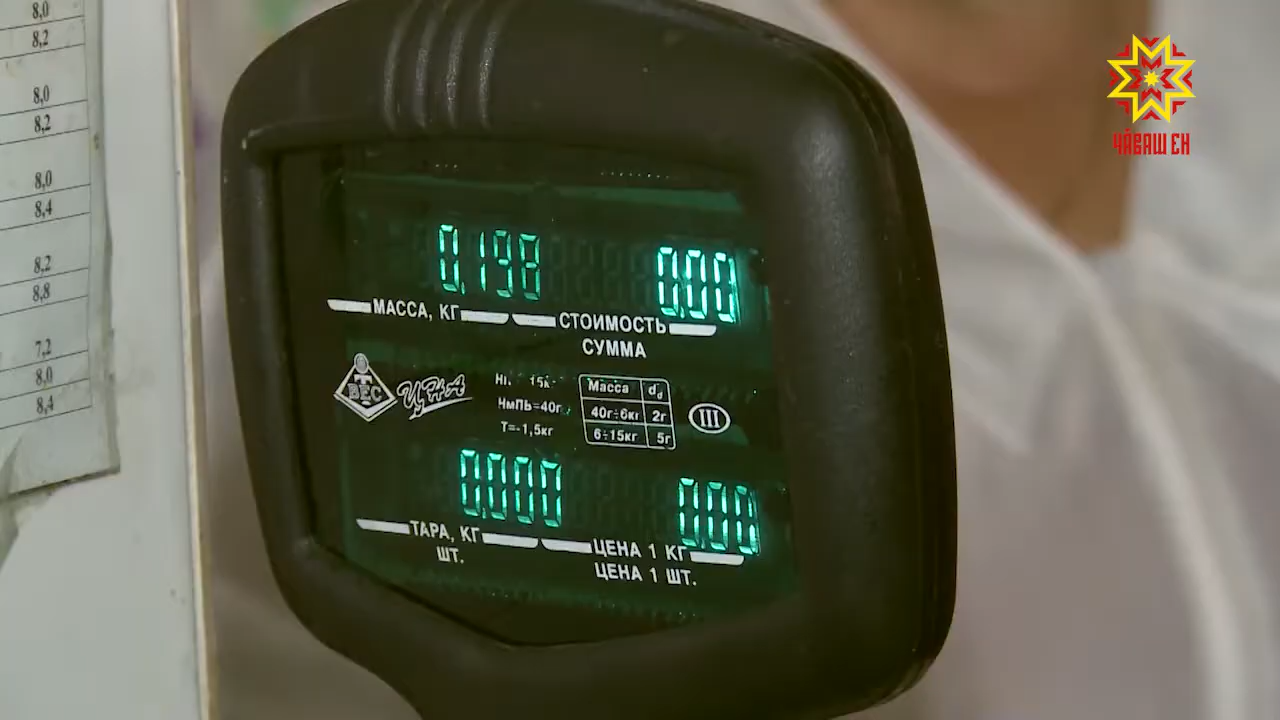 8,0
8,2
8,0
8,2
8,0
8,4
8,2
8,8
7,2
8,0
8,4
ЧӐВАШ ЕН
0.198 0.00
МАССА, КГ СТОИМОСТЬ
СУММА
ВЕС
НмПВ=40г
Т=-1,5кг
Масса dd
40г÷6кг 2г
6÷15кг 5г
III
0.000 0.00
ТАРА, КГ ЦЕНА 1 КГ
ШТ. ЦЕНА 1 ШТ.